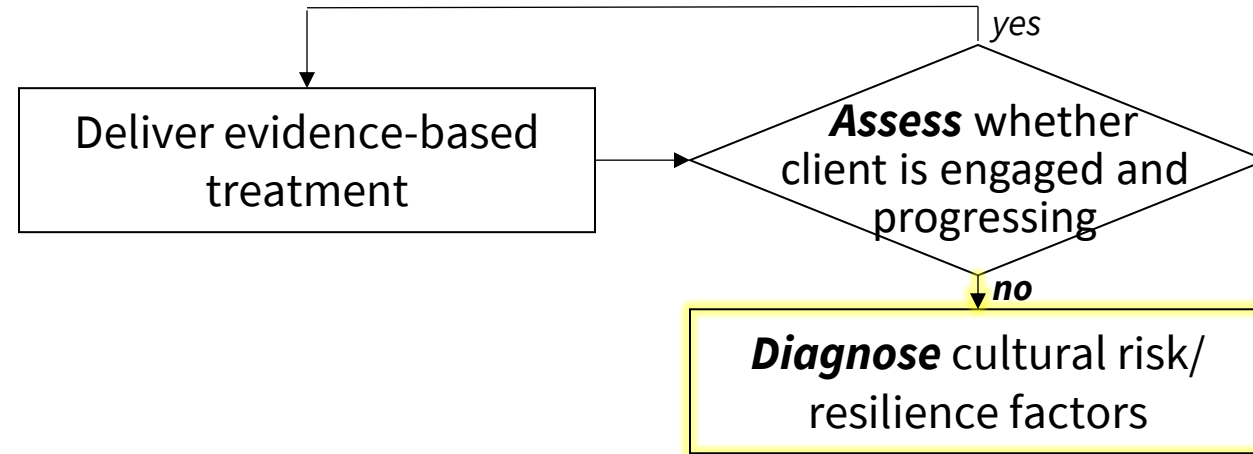 yes
Deliver evidence-based
treatment
Assess whether
client is engaged and
progressing
no
Diagnose cultural risk/
resilience factors